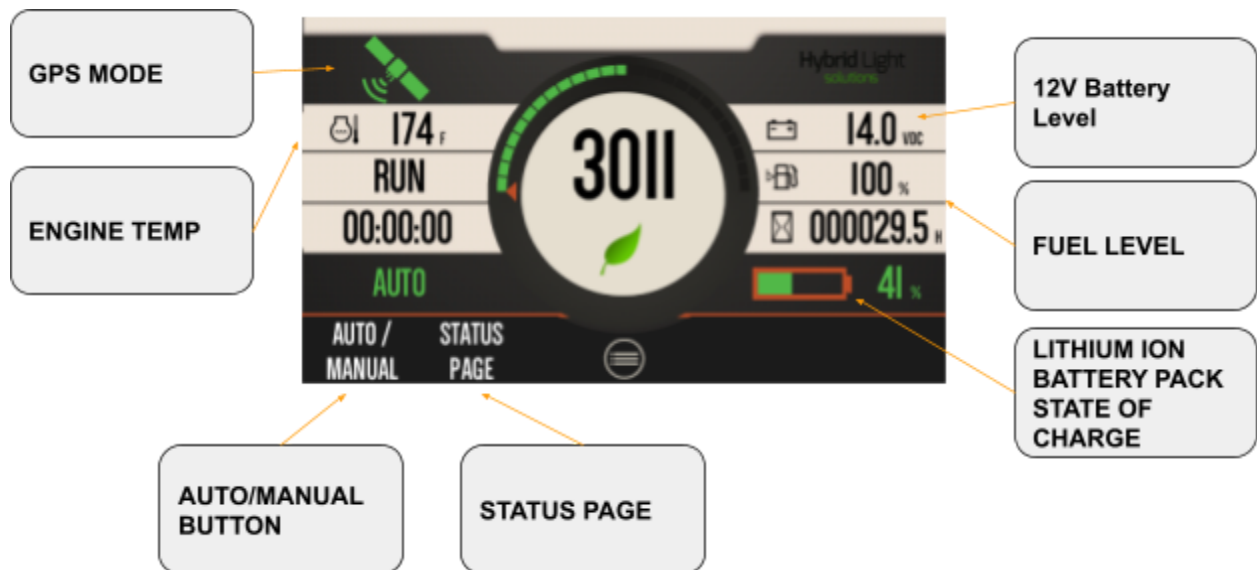 GPS MODE
ENGINE TEMP
Hybrid Light
solutions
174 F
RUN
00:00:00
AUTO
3011
14.0 VDC
100 %
000029.5 H
41 %
AUTO /
MANUAL
STATUS
PAGE
12V Battery
Level
FUEL LEVEL
LITHIUM ION
BATTERY PACK
STATE OF
CHARGE
AUTO/MANUAL
BUTTON
STATUS PAGE